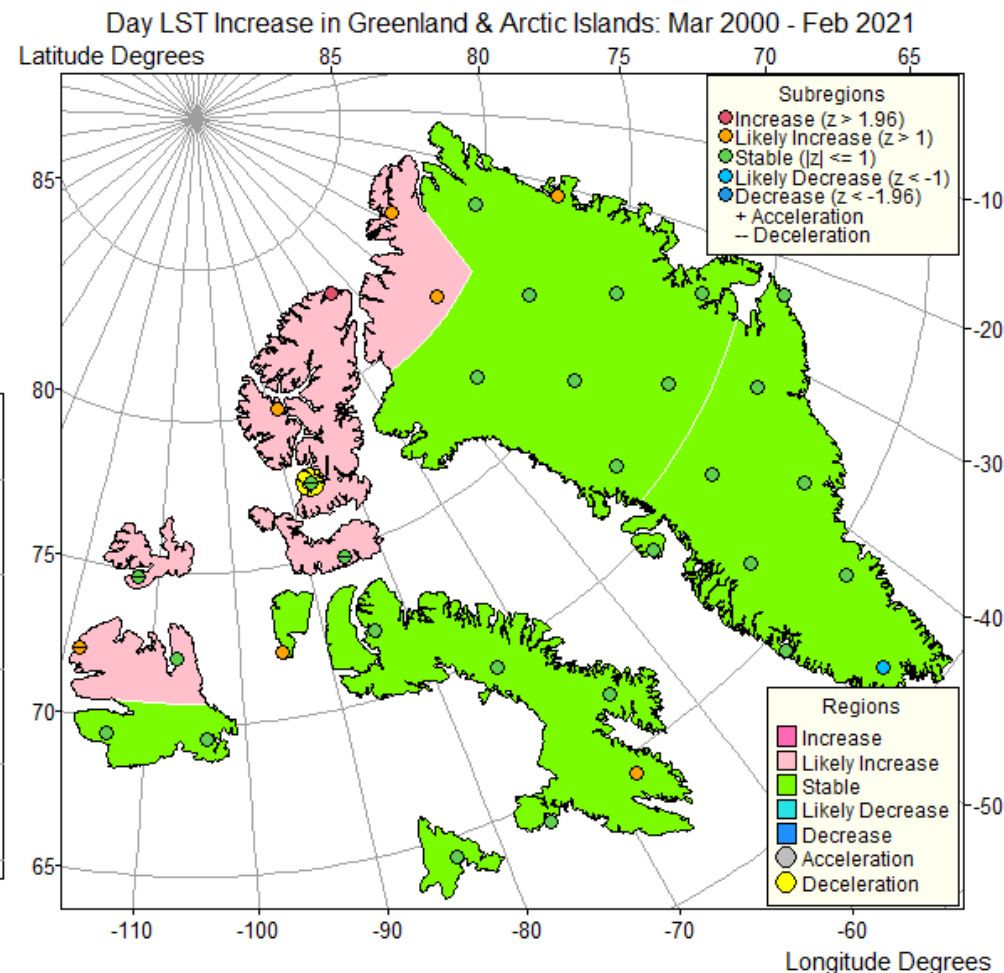 Day LST Increase in Greenland & Arctic Islands: Mar 2000 - Feb 2021
Latitude Degrees
85
80
75
70
65
Subregions
Increase (z > 1.96)
Likely Increase (z > 1)
Stable (|z| <= 1)
Likely Decrease (z < -1)
Decrease (z < -1.96)
+ Acceleration
-- Deceleration
85
80
75
70
65
-10
-20
-30
-40
-50
Regions
Increase
Likely Increase
Stable
Likely Decrease
Decrease
Acceleration
Deceleration
-110
-100
-90
-80
-70
-60
Longitude Degrees